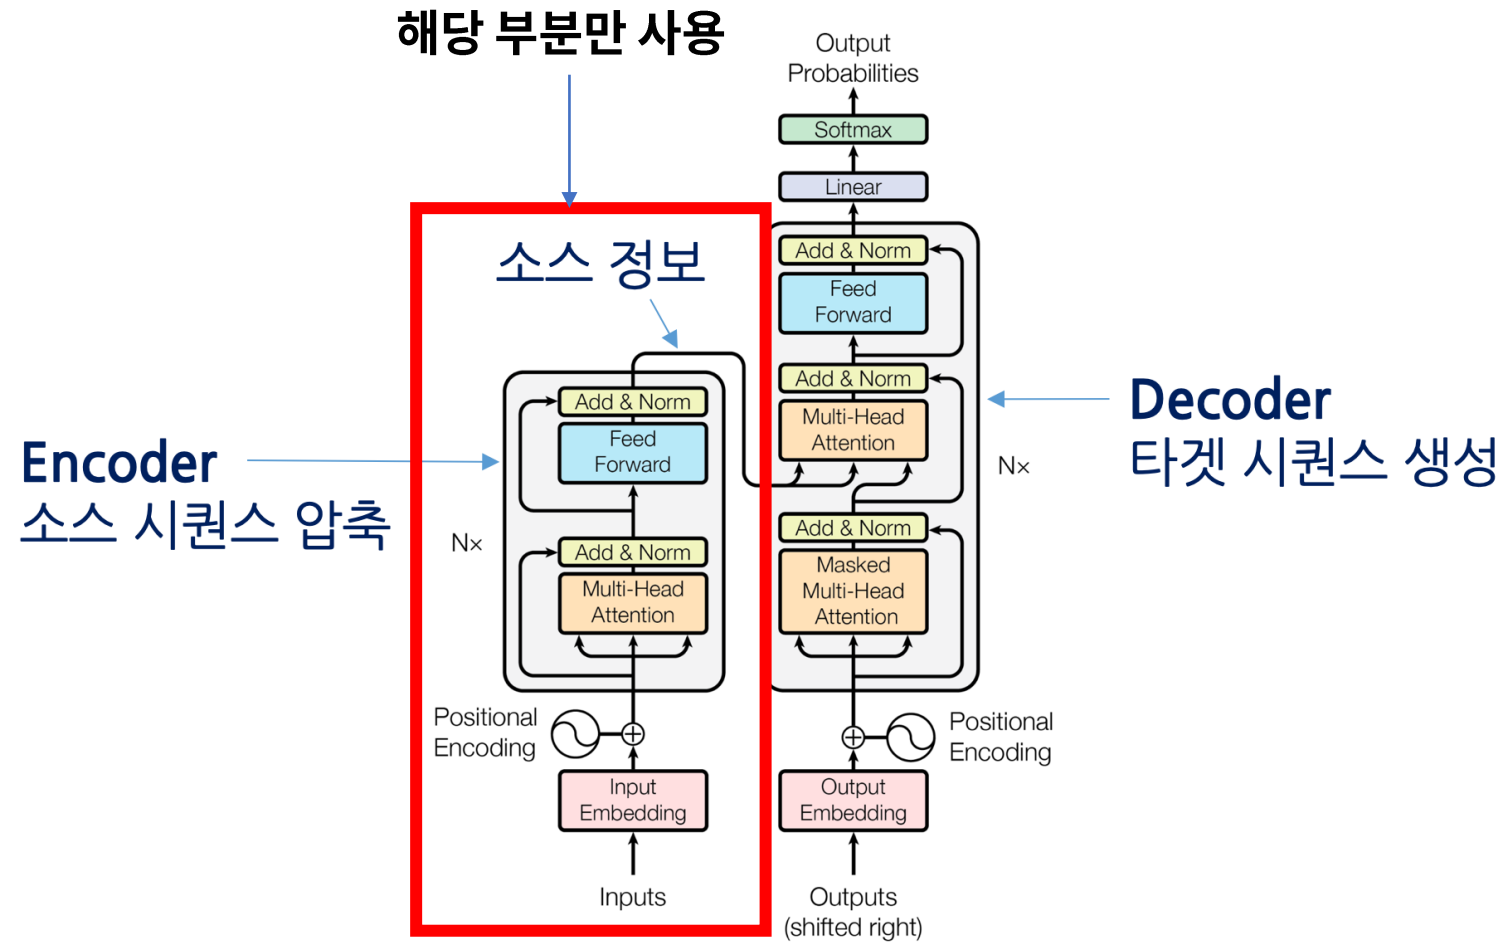 해당 부분만 사용
소스 정보
Encoder
소스 시퀀스 압축
Nx
Add & Norm
Feed
Forward
Add & Norm
Multi-Head
Attention
Positional
Encoding
Input
Embedding
Inputs
Output
Probabilities
Softmax
Linear
Add & Norm
Feed
Forward
Add & Norm
Multi-Head
Attention
Add & Norm
Masked
Multi-Head
Attention
Nx
Positional
Encoding
Output
Embedding
Outputs
(shifted right)
Decoder
타겟 시퀀스 생성